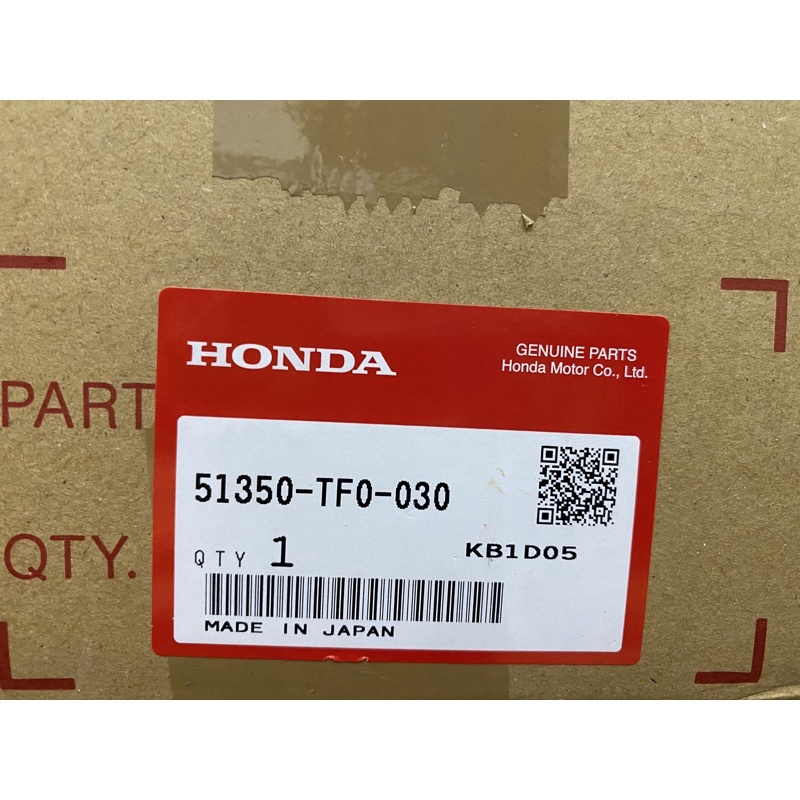 HONDA
GENUINE PARTS
Honda Motor Co., Ltd.
PART
51350-TF0-030
QTY 1
KB1D05
QTY.
MADE IN JAPAN